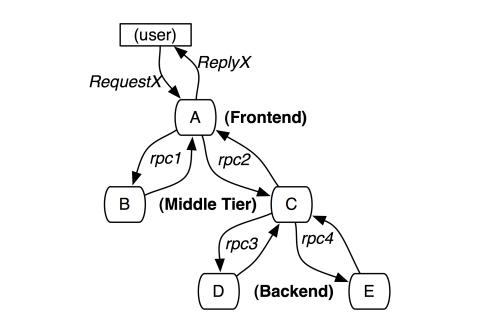 (user)
RequestX
ReplyX
A
(Frontend)
rpc1
rpc2
B
(Middle Tier)
C
rpc3
rpc4
D
(Backend)
E